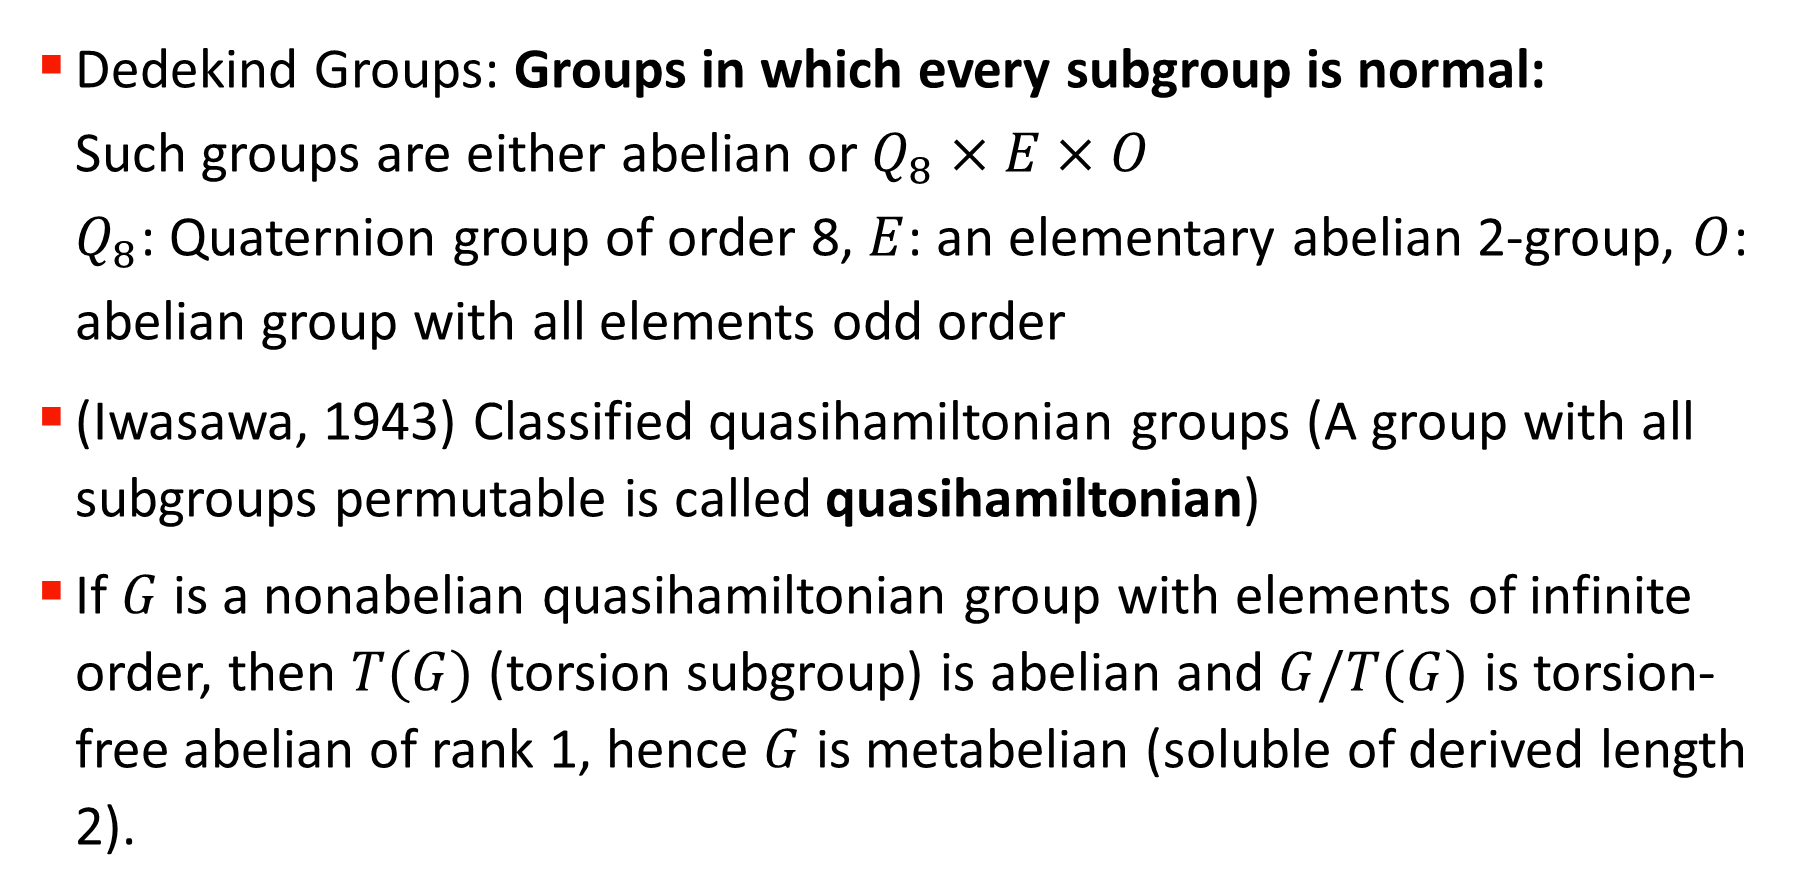 ▪ Dedekind Groups: Groups in which every subgroup is normal:
Such groups are either abelian or 𝑄₈ × 𝐸 × 𝑂
𝑄₈: Quaternion group of order 8, 𝐸: an elementary abelian 2-group, 𝑂:
abelian group with all elements odd order
▪ (Iwasawa, 1943) Classified quasihamiltonian groups (A group with all
subgroups permutable is called quasihamiltonian)
▪ If 𝐺 is a nonabelian quasihamiltonian group with elements of infinite
order, then 𝑇(𝐺) (torsion subgroup) is abelian and 𝐺/𝑇(𝐺) is torsion-
free abelian of rank 1, hence 𝐺 is metabelian (soluble of derived length
2).